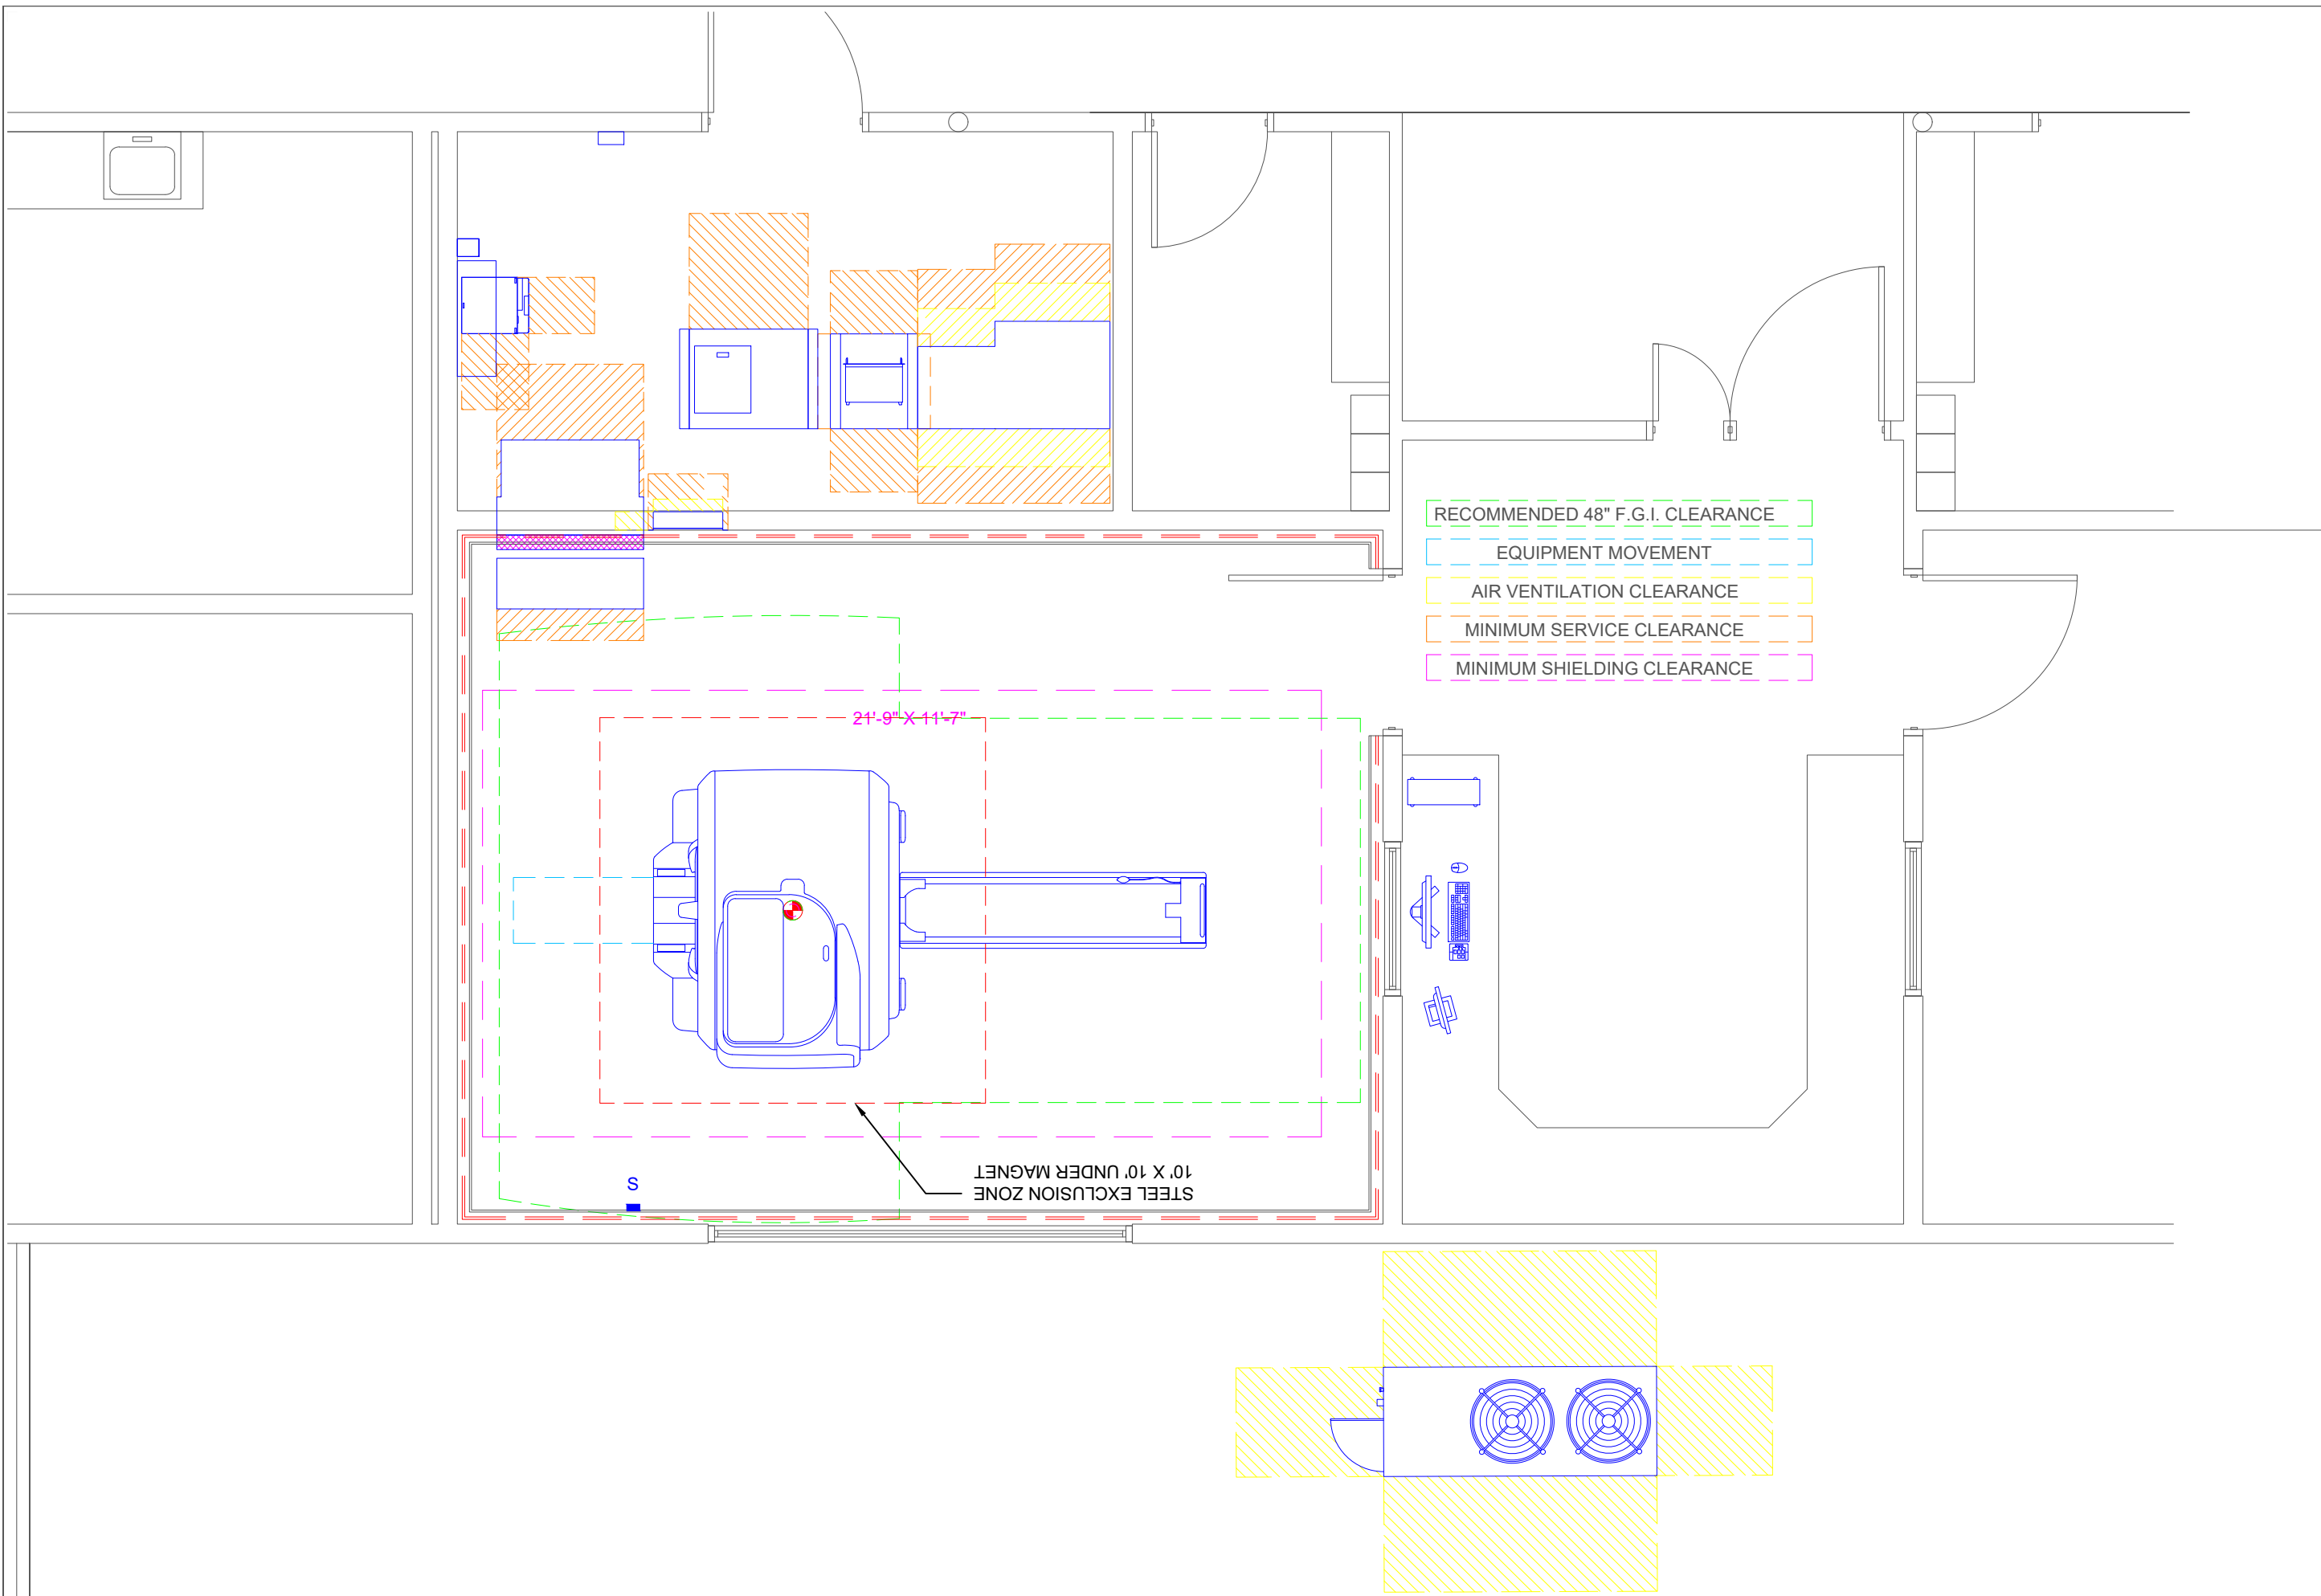 RECOMMENDED 48" F.G.I. CLEARANCE
EQUIPMENT MOVEMENT
AIR VENTILATION CLEARANCE
MINIMUM SERVICE CLEARANCE
MINIMUM SHIELDING CLEARANCE
21'-9" X 11'-7"
STEEL EXCLUSION ZONE
10' X 10' UNDER MAGNET
S